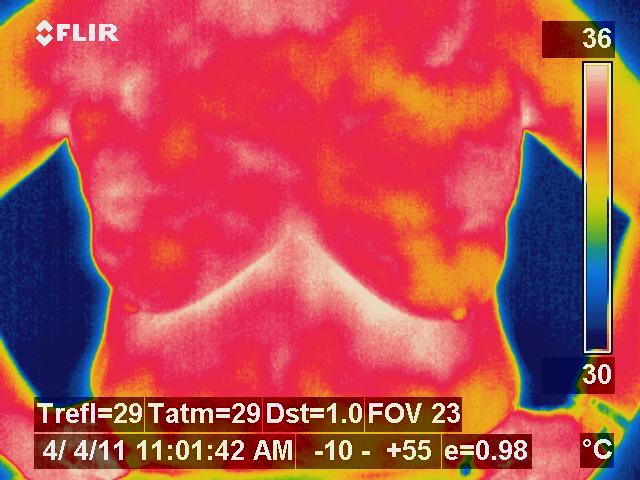 FLIR
36
30
Trefl=29 Tatm=29 Dst=1.0 FOV 23
4/ 4/11 11:01:42 AM -10 - +55 e=0.98 °C